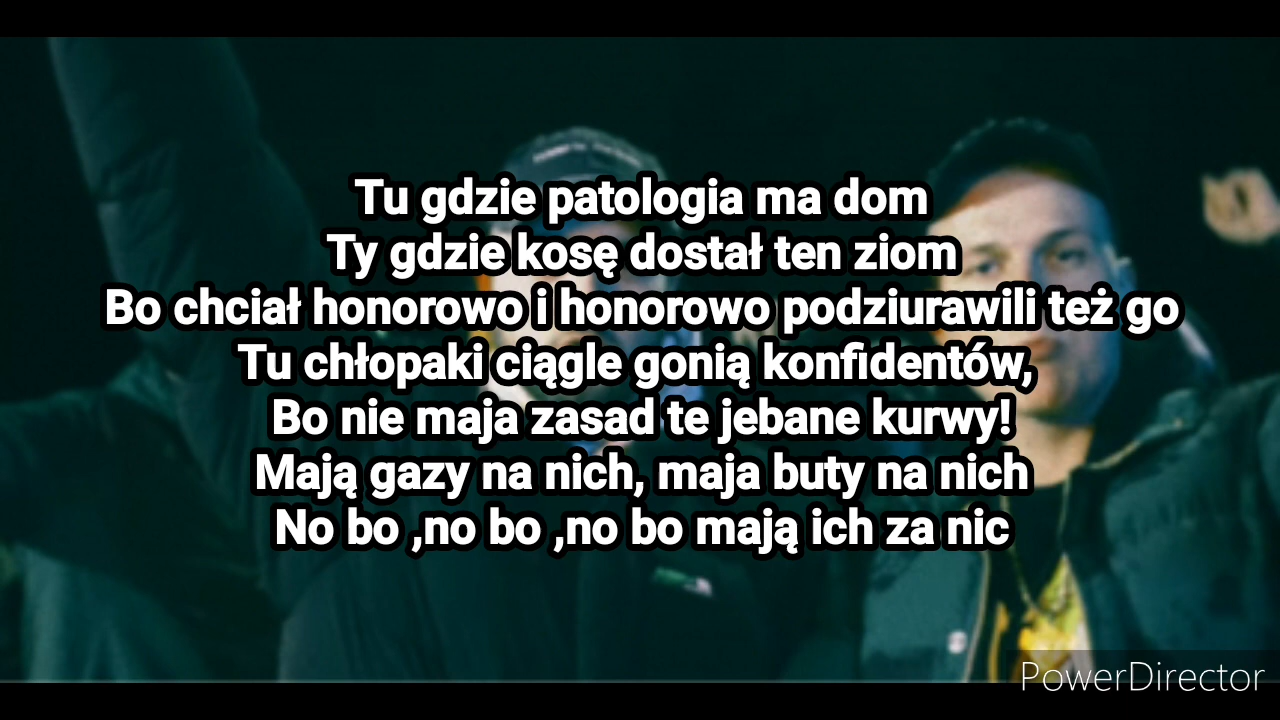 Tu gdzie patologia ma dom
Ty gdzie kosę dostał ten ziom
Bo chciał honorowo i honorowo podziurawili też go
Tu chłopaki ciągle gonią konfidentów,
Bo nie maja zasad te jebane kurwy!
Mają gazy na nich, maja buty na nich
No bo ,no bo ,no bo mają ich za nic
PowerDirector